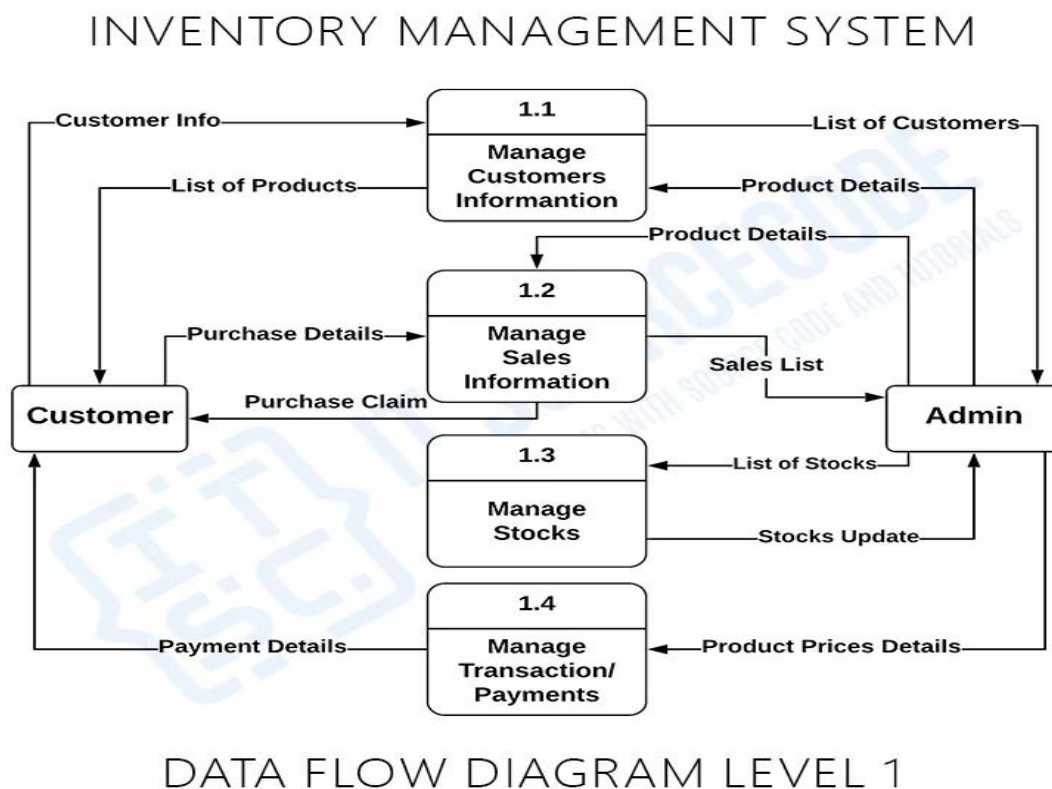 INVENTORY MANAGEMENT SYSTEM
1.1
Customer Info
List of Customers
Manage
Customers
Informantion
List of Products
Product Details
Product Details
1.2
Purchase Details
Manage
Sales
Information
Sales List
Purchase Claim
Customer
Admin
1.3
List of Stocks
Manage
Stocks
Stocks Update
1.4
Payment Details
Manage
Transaction/
Payments
Product Prices Details
DATA FLOW DIAGRAM LEVEL 1